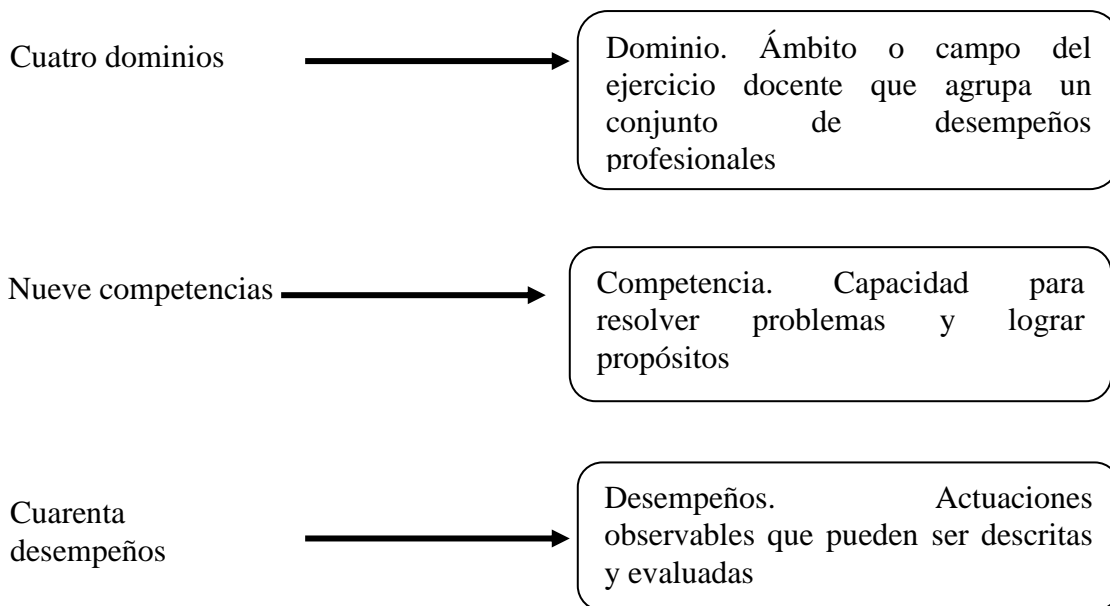 Cuatro dominios
Dominio. Ámbito o campo del
ejercicio docente que agrupa un
conjunto de desempeños
profesionales
Nueve competencias
Competencia. Capacidad para
resolver problemas y lograr
propósitos
Cuarenta
desempeños
Desempeños. Actuaciones
observables que pueden ser descritas
y evaluadas